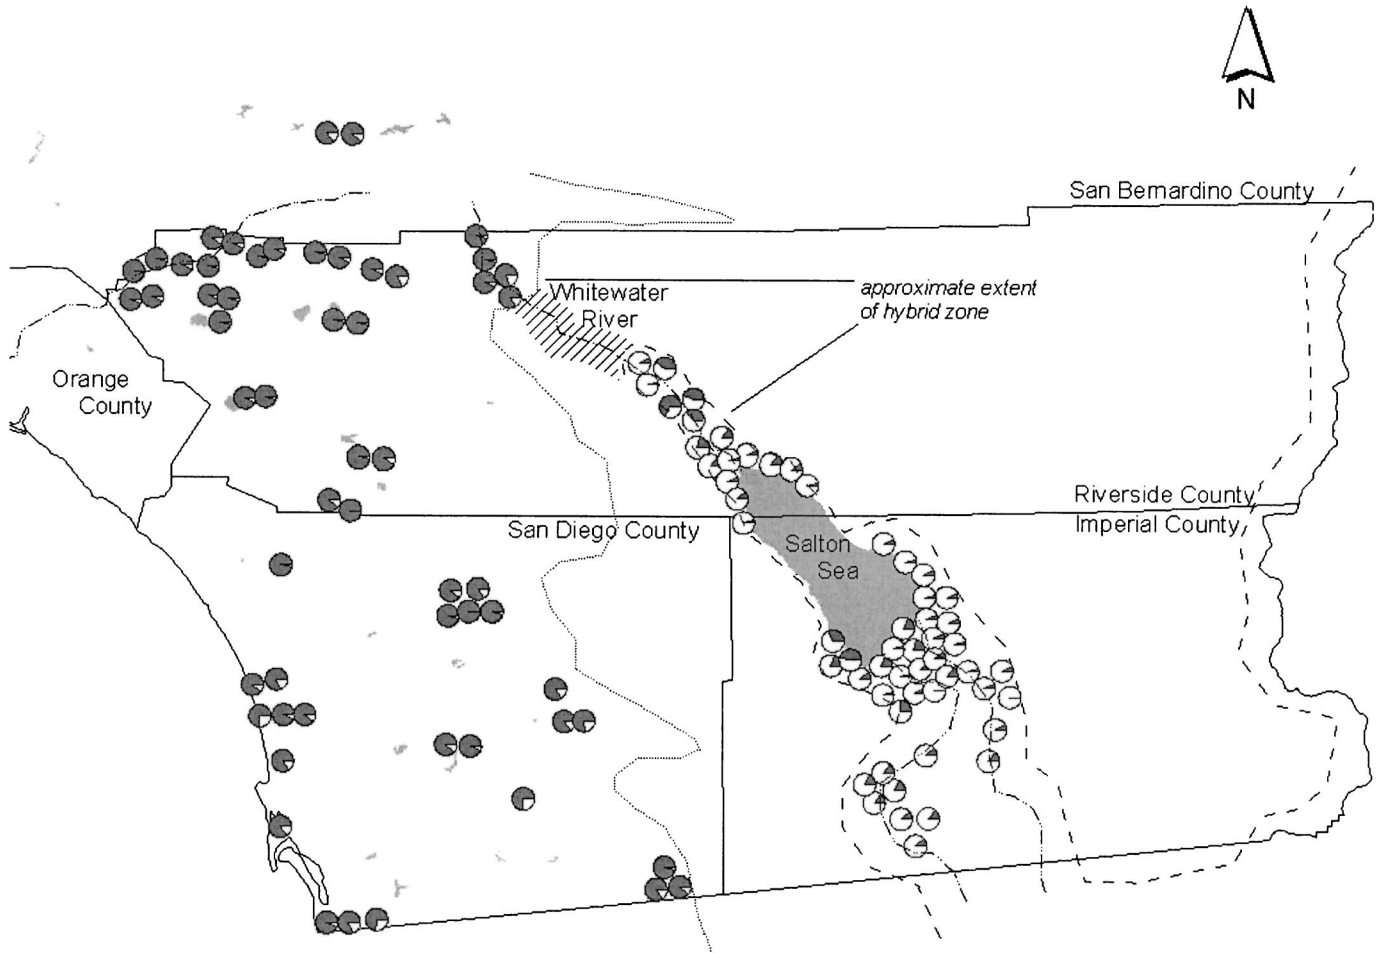 N
San Bernardino County
Whitewater
River
approximate extent
of hybrid zone
Orange
County
Riverside County
Imperial County
San Diego County
Salton
Sea